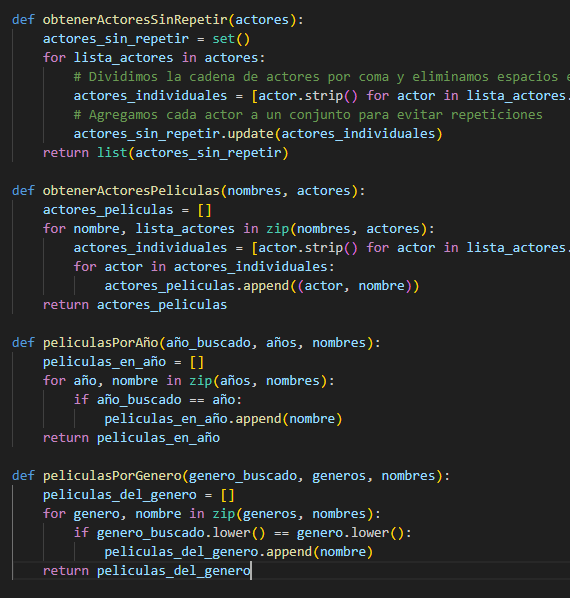 def obtenerActoresSinRepetir(actores):
    actores_sin_repetir = set()
    for lista_actores in actores:
        # Dividimos la cadena de actores por coma y eliminamos espacios e
        actores_individuales = [actor.strip() for actor in lista_actores.
        # Agregamos cada actor a un conjunto para evitar repeticiones
        actores_sin_repetir.update(actores_individuales)
    return list(actores_sin_repetir)

def obtenerActoresPeliculas(nombres, actores):
    actores_peliculas = []
    for nombre, lista_actores in zip(nombres, actores):
        actores_individuales = [actor.strip() for actor in lista_actores.
        for actor in actores_individuales:
            actores_peliculas.append((actor, nombre))
    return actores_peliculas

def peliculasPorAño(año_buscado, años, nombres):
    peliculas_en_año = []
    for año, nombre in zip(años, nombres):
        if año_buscado == año:
            peliculas_en_año.append(nombre)
    return peliculas_en_año

def peliculasPorGenero(genero_buscado, generos, nombres):
    peliculas_del_genero = []
    for genero, nombre in zip(generos, nombres):
        if genero_buscado.lower() == genero.lower():
            peliculas_del_genero.append(nombre)
    return peliculas_del_genero